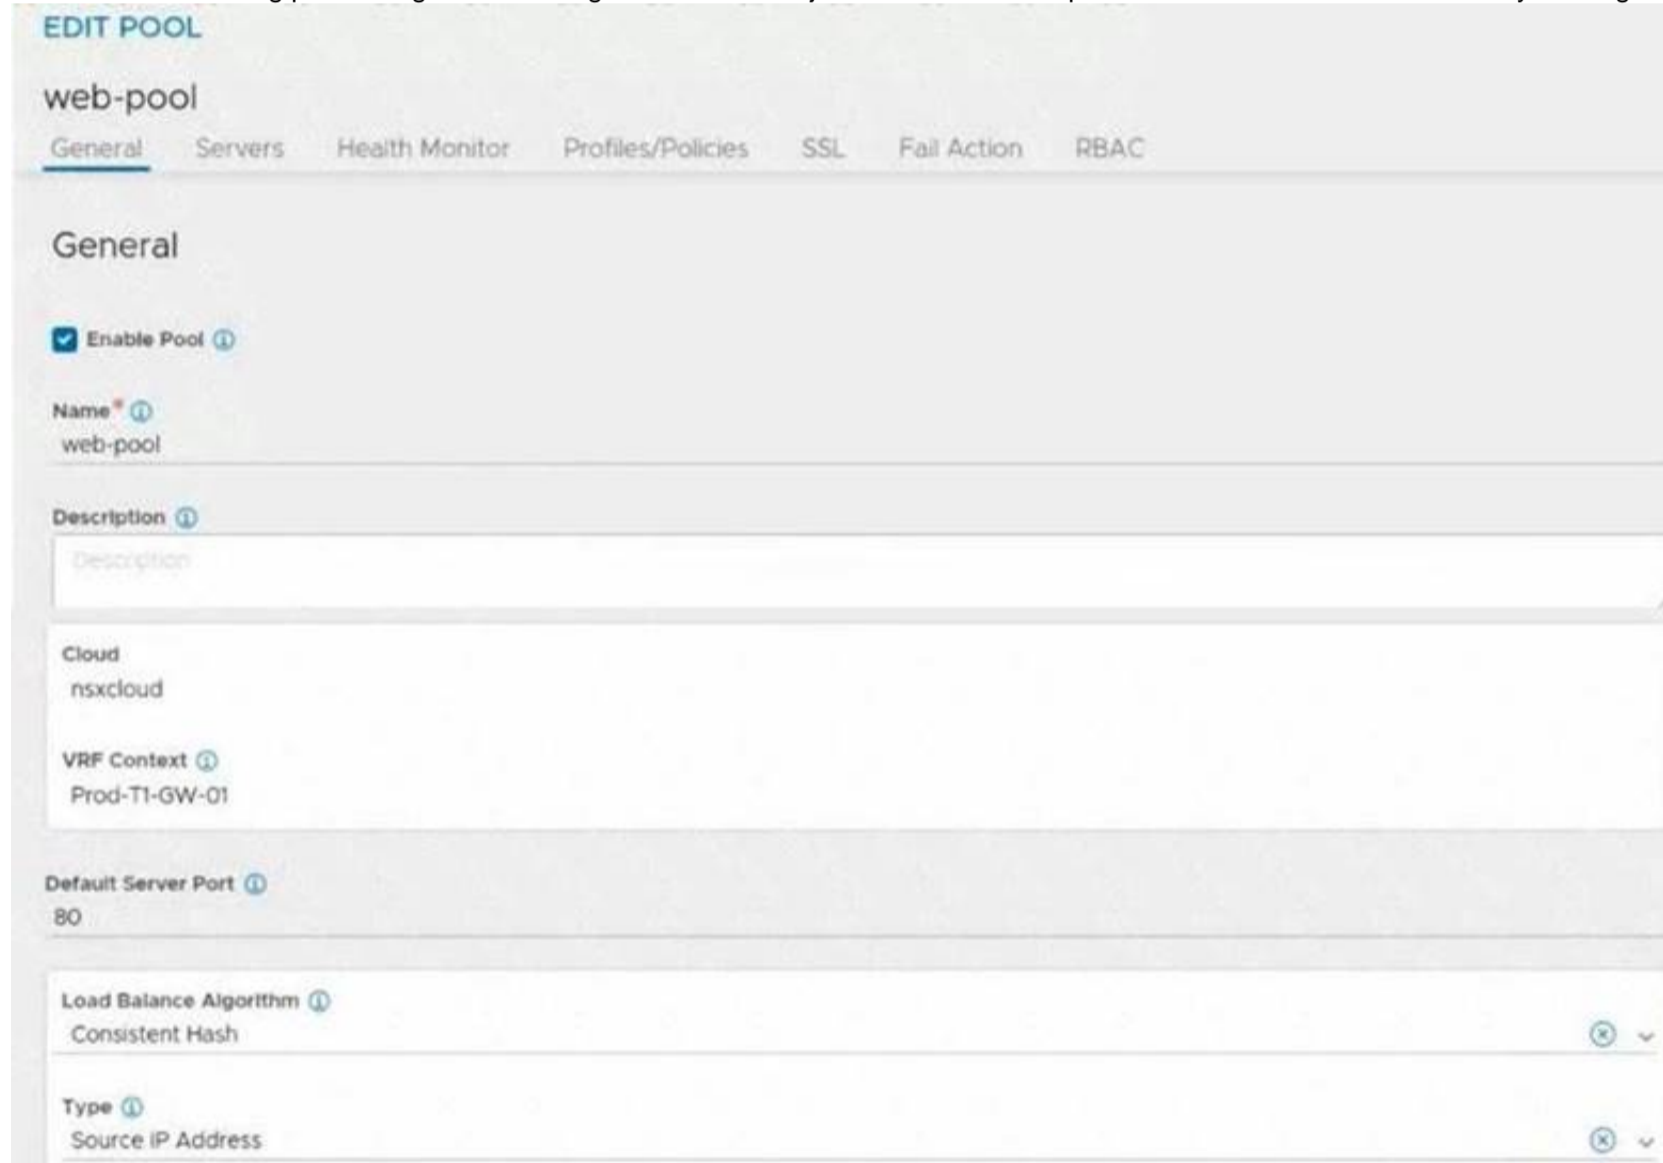 EDIT POOL
web-pool
General Servers Health Monitor Profiles/Policies SSL Fail Action RBAC
General
Enable Pool
Name*
web-pool
Description
Description
Cloud
nsxcloud
VRF Context
Prod-T1-GW-01
Default Server Port
80
Load Balance Algorithm
Consistent Hash
Type
Source IP Address